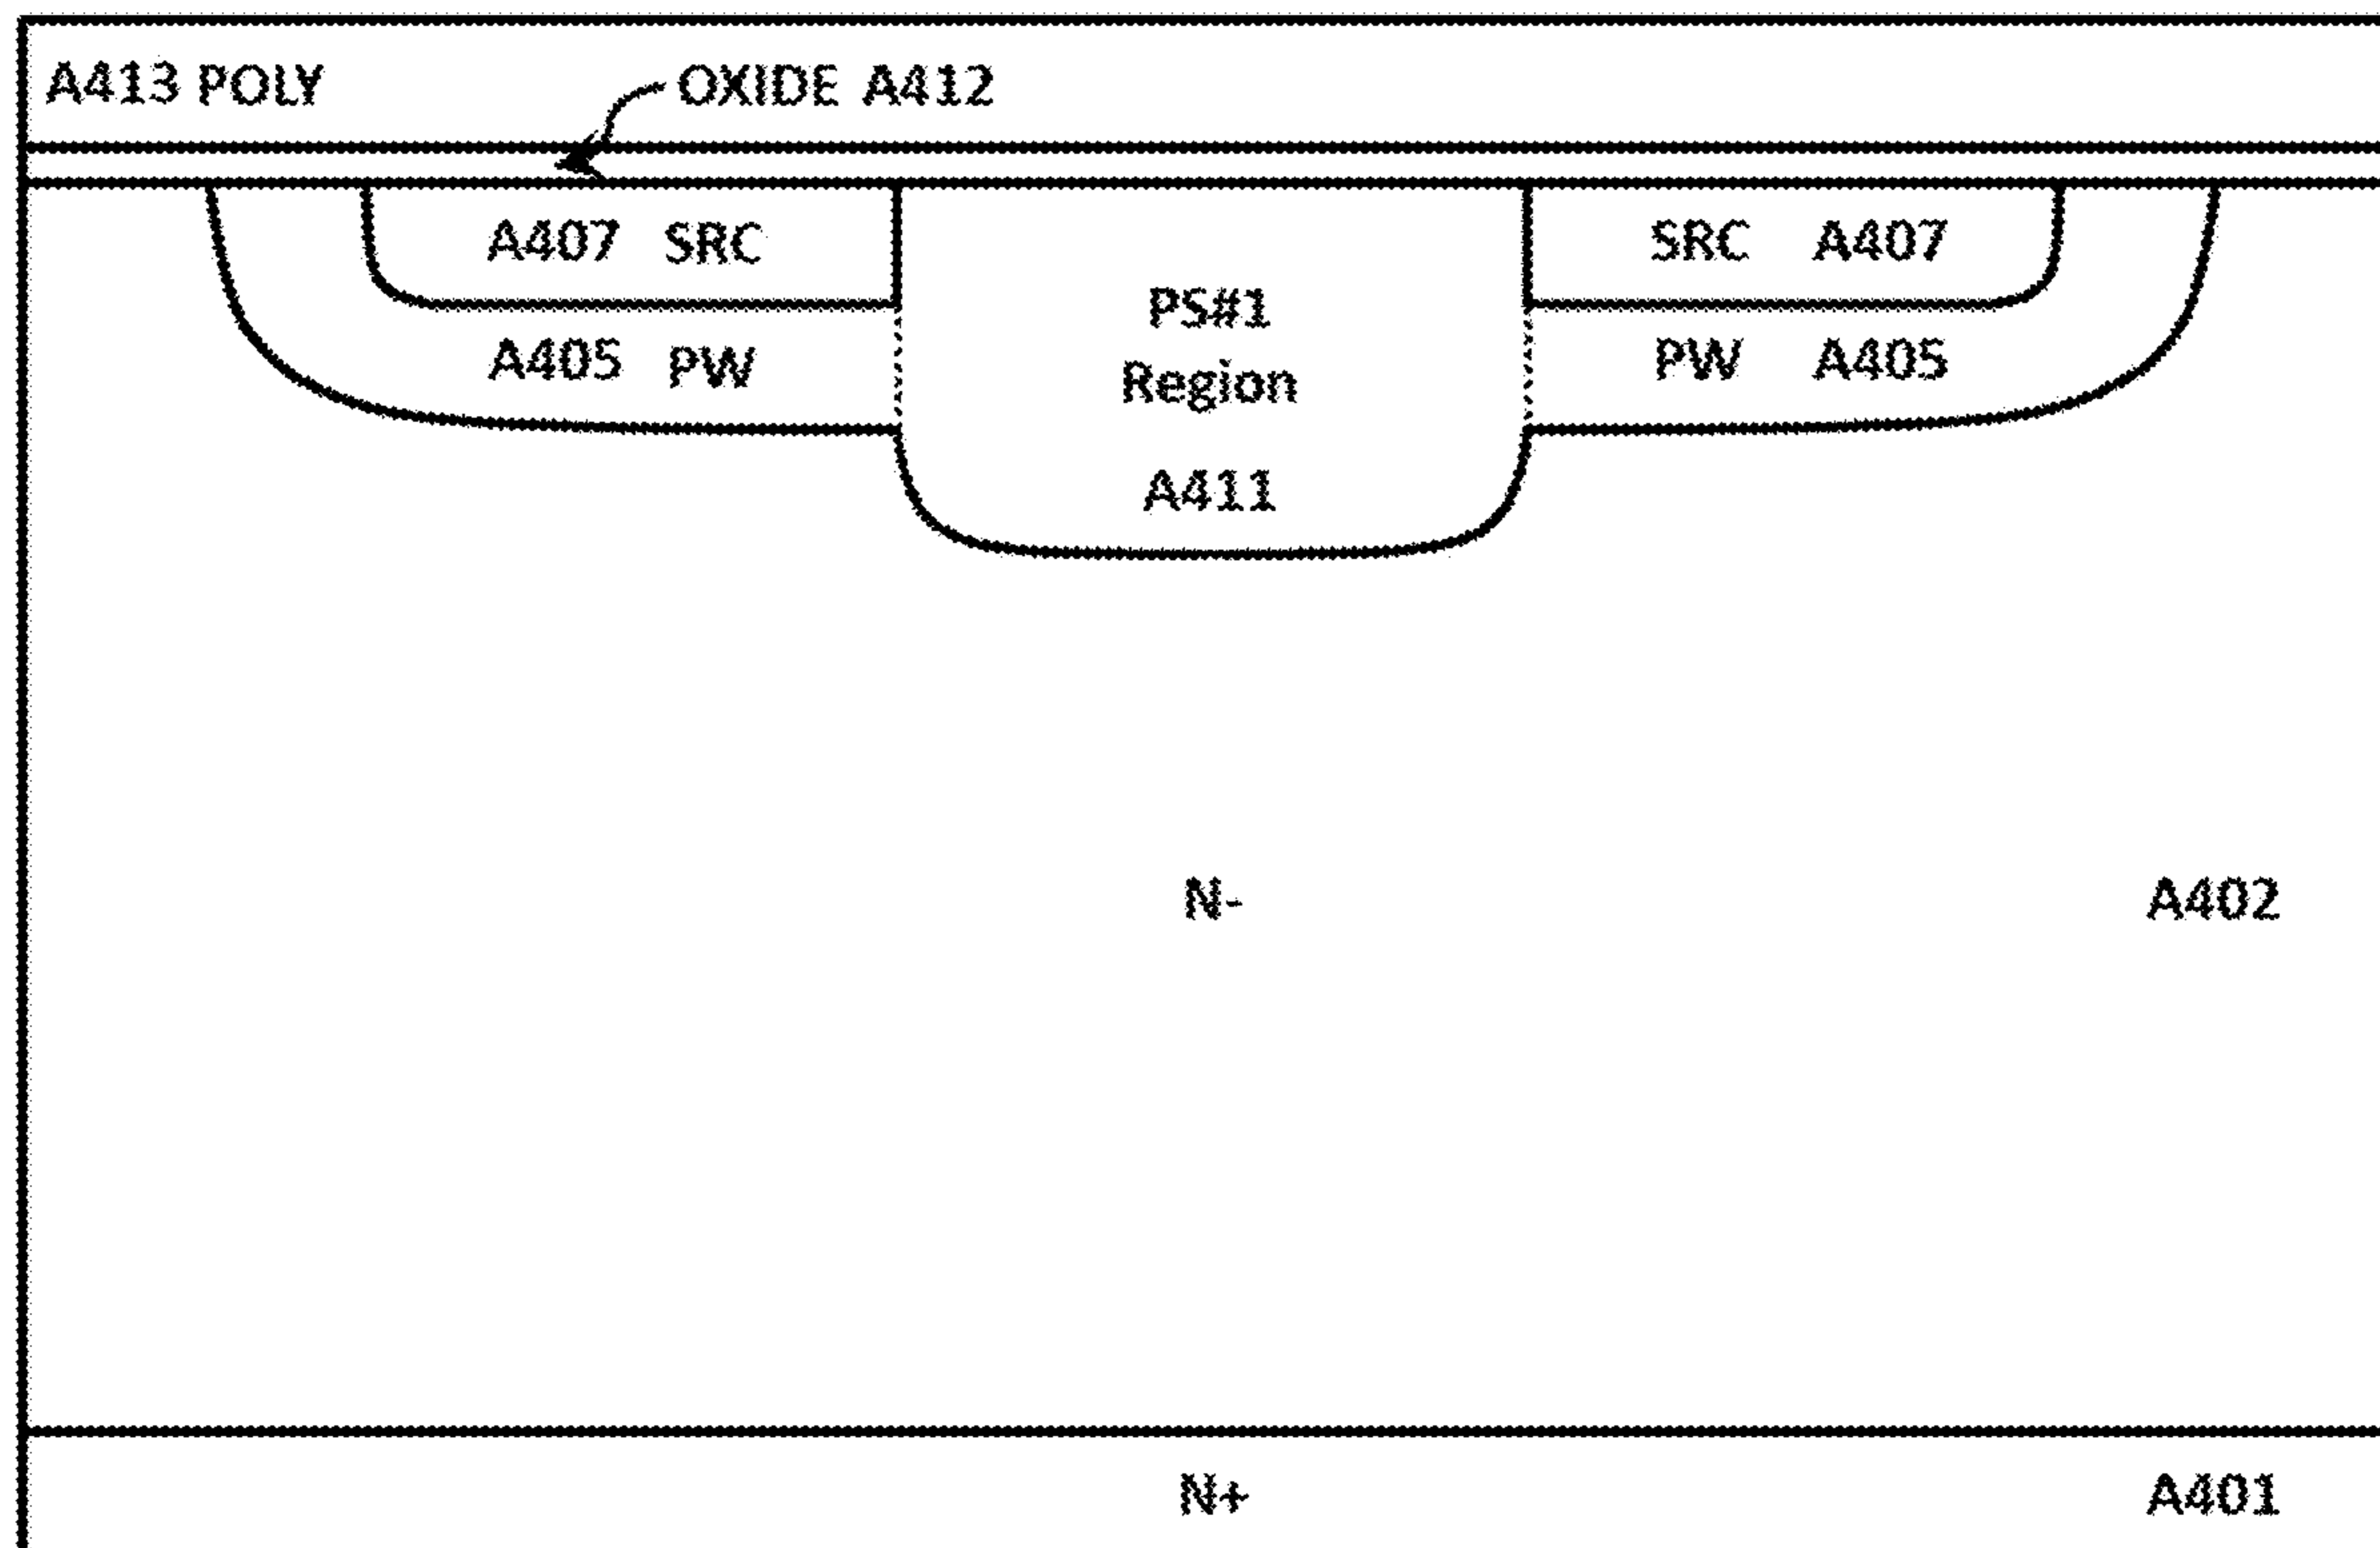 A413 POLY
OXIDE A412
A407 SRC
SRC A407
PS#1
Region
A411
A405 PW
PW A405
N-
A402
N+
A401